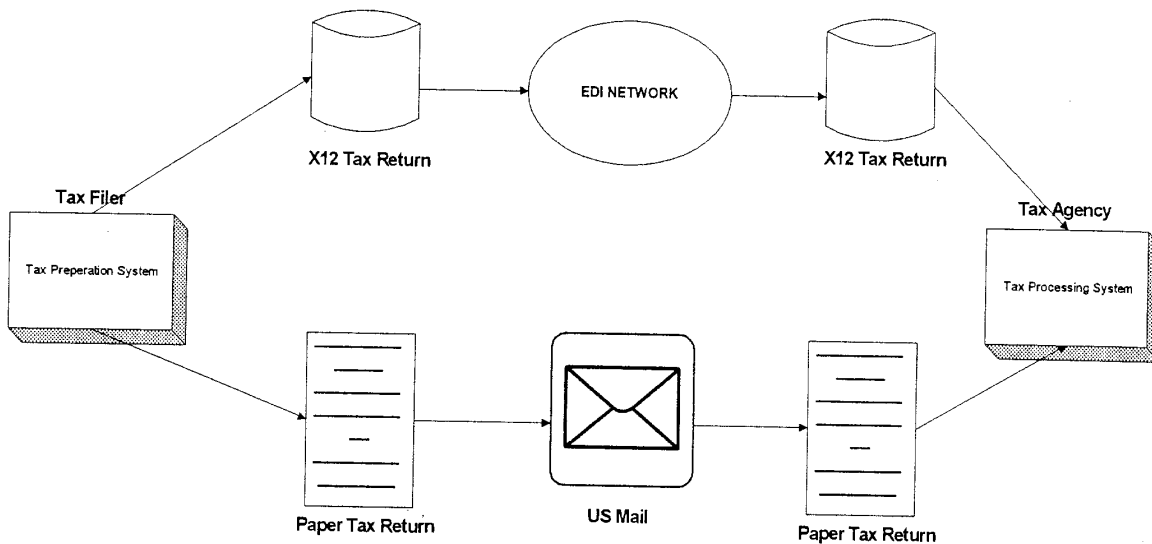 EDI NETWORK
X12 Tax Return
X12 Tax Return
Tax Filer
Tax Agency
Tax Preperation System
Tax Processing System
Paper Tax Return
US Mail
Paper Tax Return